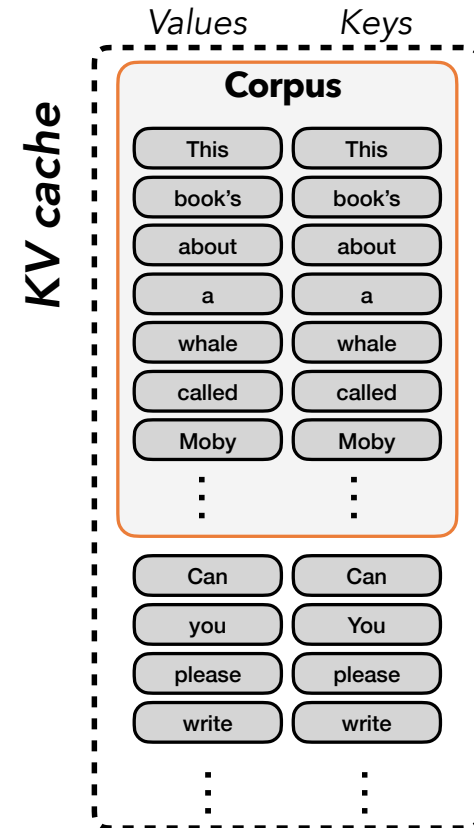 Values Keys
KV cache
Corpus
This This
book's book's
about about
a a
whale whale
called called
Moby Moby
Can Can
you You
please please
write write